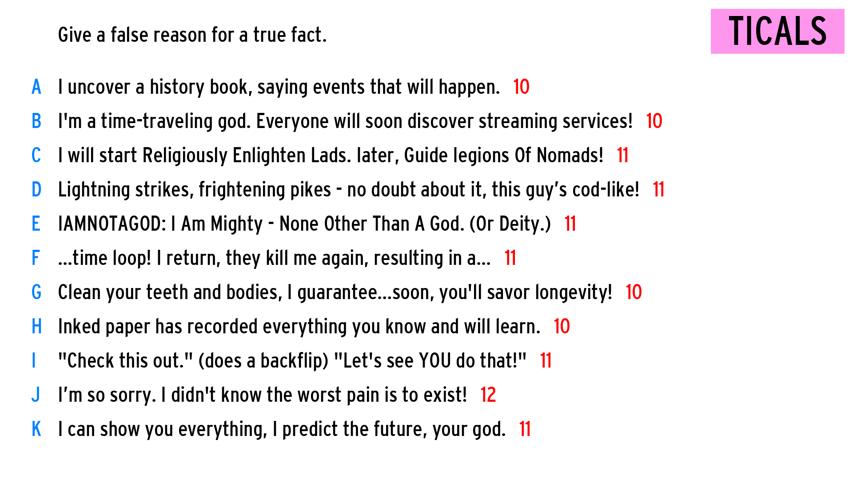 Give a false reason for a true fact.
TICALS
A I uncover a history book, saying events that will happen. 10
B I'm a time-traveling god. Everyone will soon discover streaming services! 10
C I will start Religiously Enlighten Lads. later, Guide legions Of Nomads! 11
D Lightning strikes, frightening pikes - no doubt about it, this guy's cod-like! 11
E IAMNOTAGOD: I Am Mighty - None Other Than A God. (Or Deity.) 11
F ...time loop! I return, they kill me again, resulting in a... 11
G Clean your teeth and bodies, I guarantee...soon, you'll savor longevity! 10
H Inked paper has recorded everything you know and will learn. 10
I "Check this out." (does a backflip) "Let's see YOU do that!" 11
J I'm so sorry. I didn't know the worst pain is to exist! 12
K I can show you everything, I predict the future, your god. 11